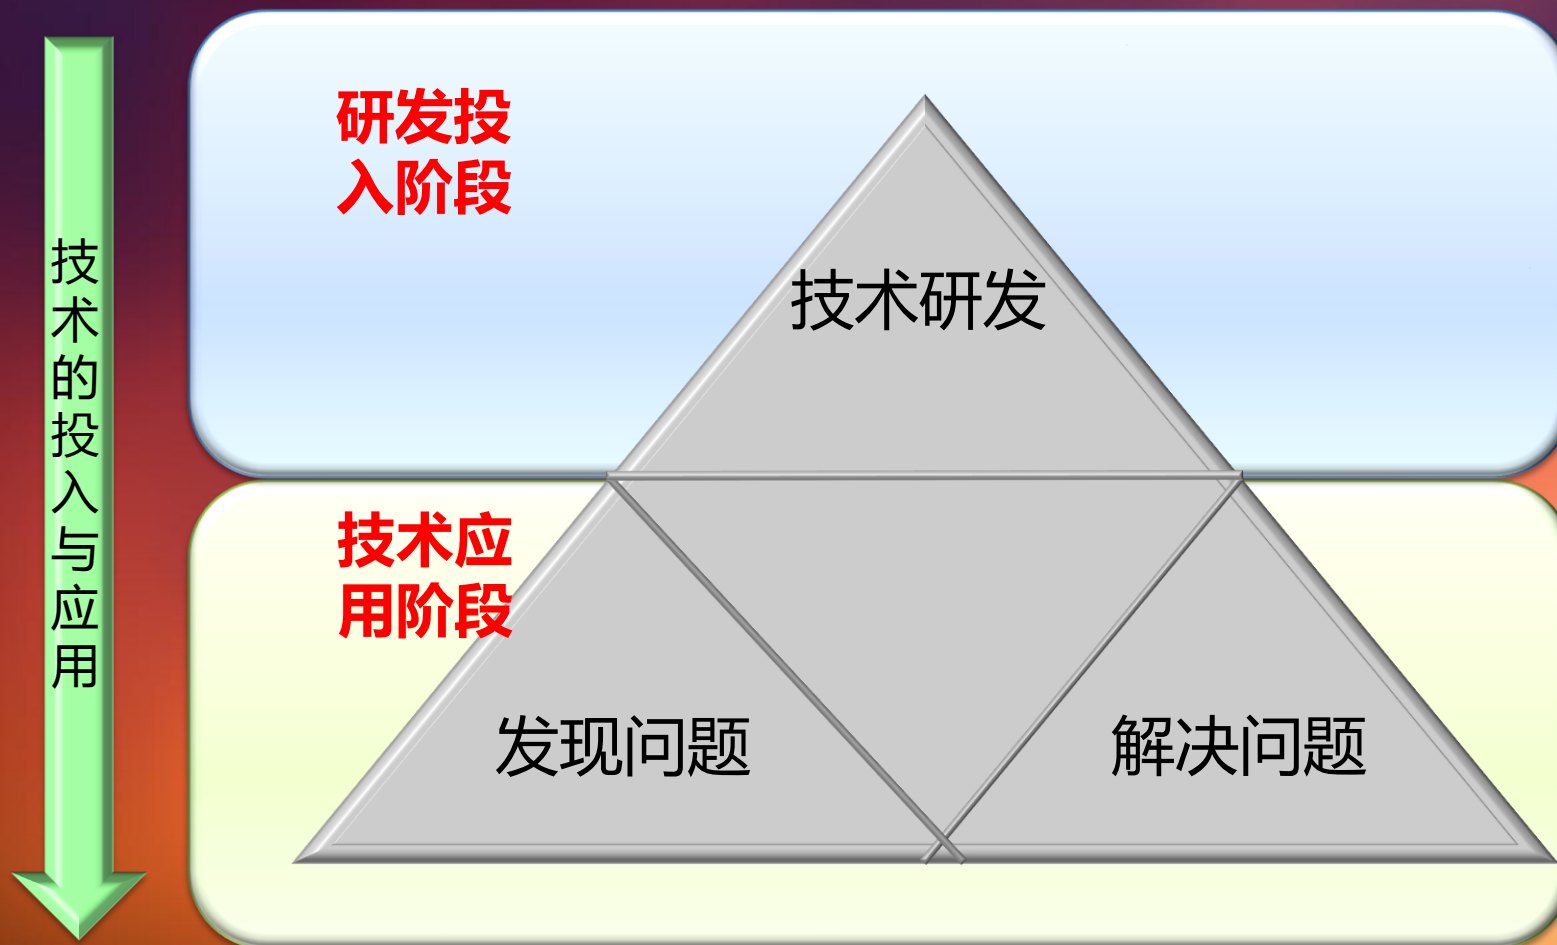 技术的投入与应用
研发投
入阶段
技术研发
技术应
用阶段
发现问题
解决问题